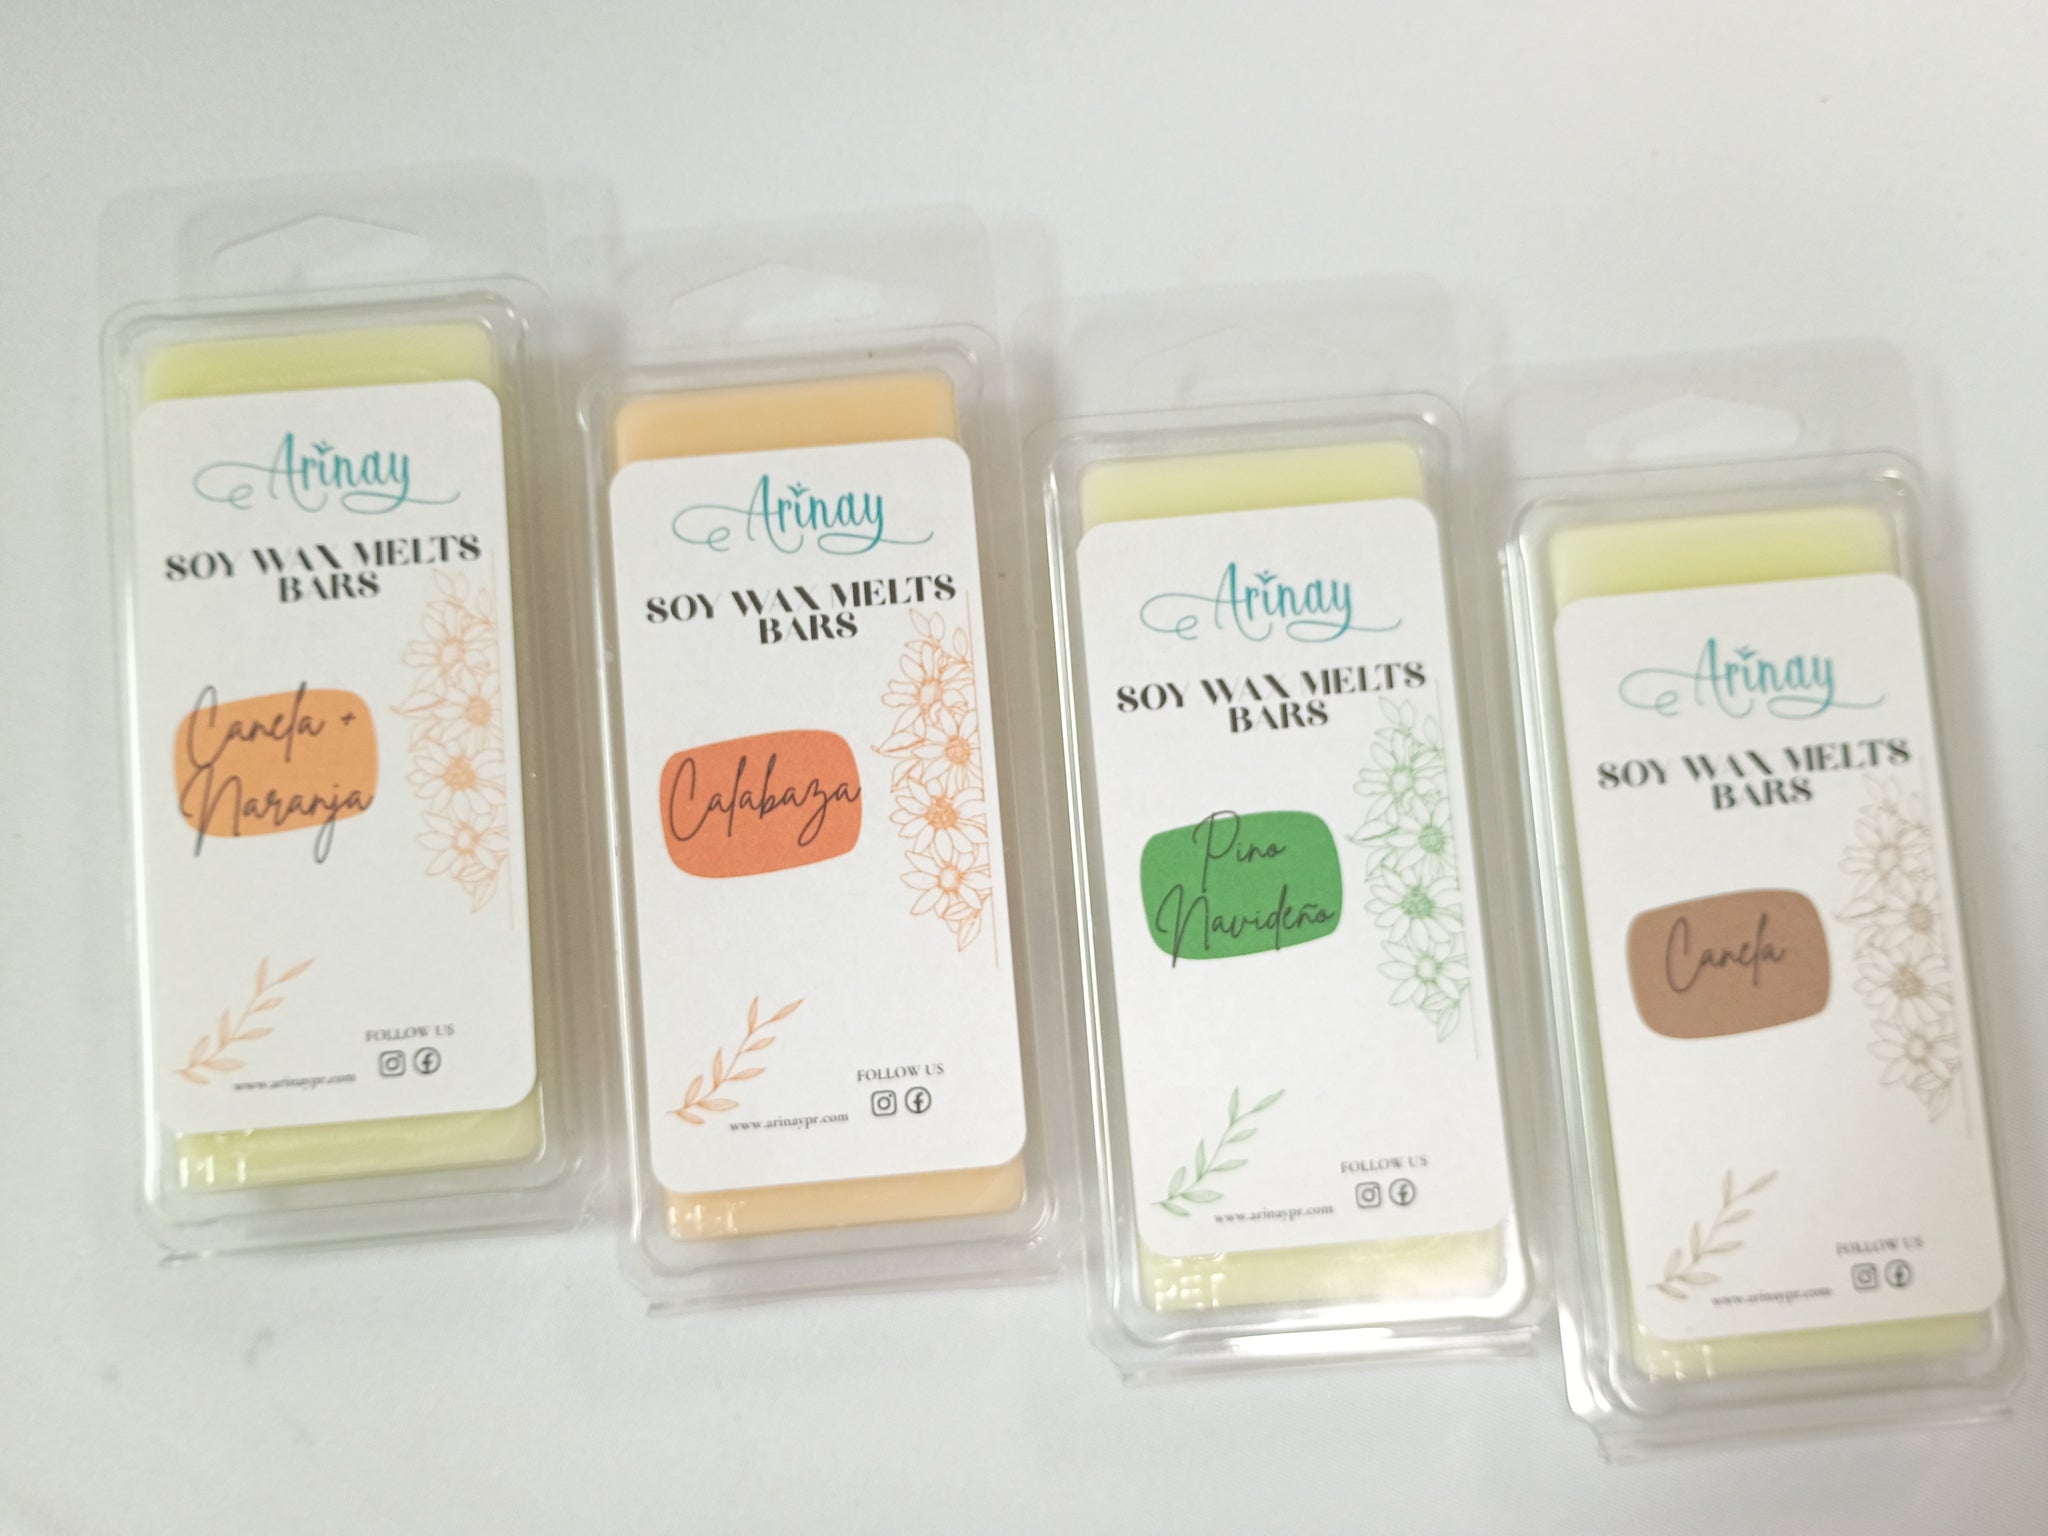 Arinay
SOY WAX MELTS
BARS
Canela +
Naranja
FOLLOW US
www.arinaypr.com
Arinay
SOY WAX MELTS
BARS
Calabaza
FOLLOW US
www.arinaypr.com
Arinay
SOY WAX MELTS
BARS
Pino
Navideño
FOLLOW US
www.arinaypr.com
Arinay
SOY WAX MELTS
BARS
Canela
FOLLOW US
www.arinaypr.com